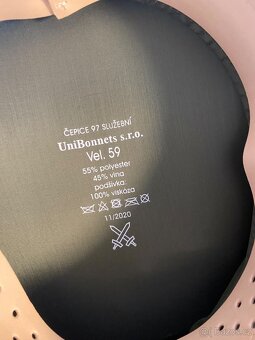 ČEPICE 97 SLUŽEBNÍ
UniBonnets s.r.o.
Vel. 59
55% polyester
45% vlna
podšívka:
100% viskóza
11/2020